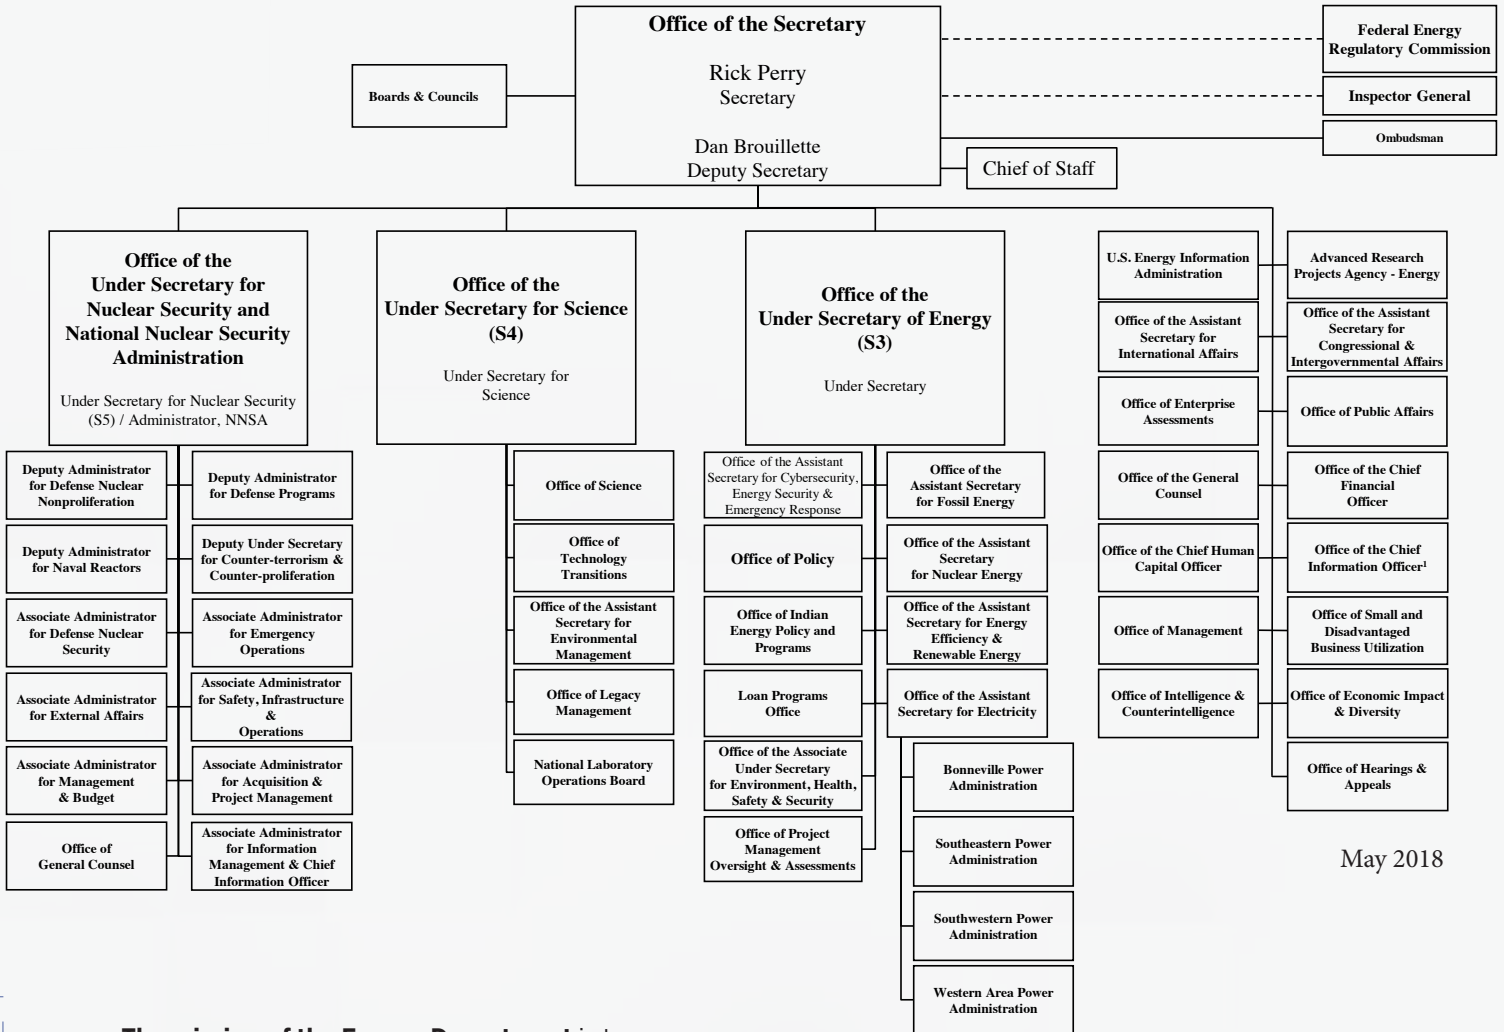 Office of the Secretary
Rick Perry
Secretary
Dan Brouillette
Deputy Secretary
Boards & Councils
Federal Energy
Regulatory Commission
Inspector General
Ombudsman
Chief of Staff
Office of the
Under Secretary for
Nuclear Security and
National Nuclear Security
Administration
Under Secretary for Nuclear Security
(S5) / Administrator, NNSA
Deputy Administrator
for Defense Nuclear
Nonproliferation
Deputy Administrator
for Defense Programs
Deputy Administrator
for Naval Reactors
Deputy Under Secretary
for Counter-terrorism &
Counter-proliferation
Associate Administrator
for Defense Nuclear
Security
Associate Administrator
for Emergency
Operations
Associate Administrator
for External Affairs
Associate Administrator
for Safety, Infrastructure
&
Operations
Associate Administrator
for Management
& Budget
Associate Administrator
for Acquisition &
Project Management
Office of
General Counsel
Associate Administrator
for Information
Management & Chief
Information Officer
Office of the
Under Secretary for Science
(S4)
Under Secretary for
Science
Office of Science
Office of
Technology
Transitions
Office of the Assistant
Secretary for
Environmental
Management
Office of Legacy
Management
National Laboratory
Operations Board
Office of the
Under Secretary of Energy
(S3)
Under Secretary
Office of the Assistant
Secretary for Cybersecurity,
Energy Security &
Emergency Response
Office of the
Assistant Secretary
for Fossil Energy
Office of Policy
Office of the Assistant
Secretary
for Nuclear Energy
Office of Indian
Energy Policy and
Programs
Office of the Assistant
Secretary for Energy
Efficiency &
Renewable Energy
Loan Programs
Office
Office of the Assistant
Secretary for Electricity
Office of the Associate
Under Secretary
for Environment, Health,
Safety & Security
Office of Project
Management
Oversight & Assessments
Bonneville Power
Administration
Southeastern Power
Administration
Southwestern Power
Administration
Western Area Power
Administration
U.S. Energy Information
Administration
Advanced Research
Projects Agency - Energy
Office of the Assistant
Secretary for
International Affairs
Office of the Assistant
Secretary for
Congressional &
Intergovernmental Affairs
Office of Enterprise
Assessments
Office of Public Affairs
Office of the General
Counsel
Office of the Chief
Financial
Officer
Office of the Chief Human
Capital Officer
Office of the Chief
Information Officer¹
Office of Management
Office of Small and
Disadvantaged
Business Utilization
Office of Intelligence &
Counterintelligence
Office of Economic Impact
& Diversity
Office of Hearings &
Appeals
May 2018
The mission of the Energy Department